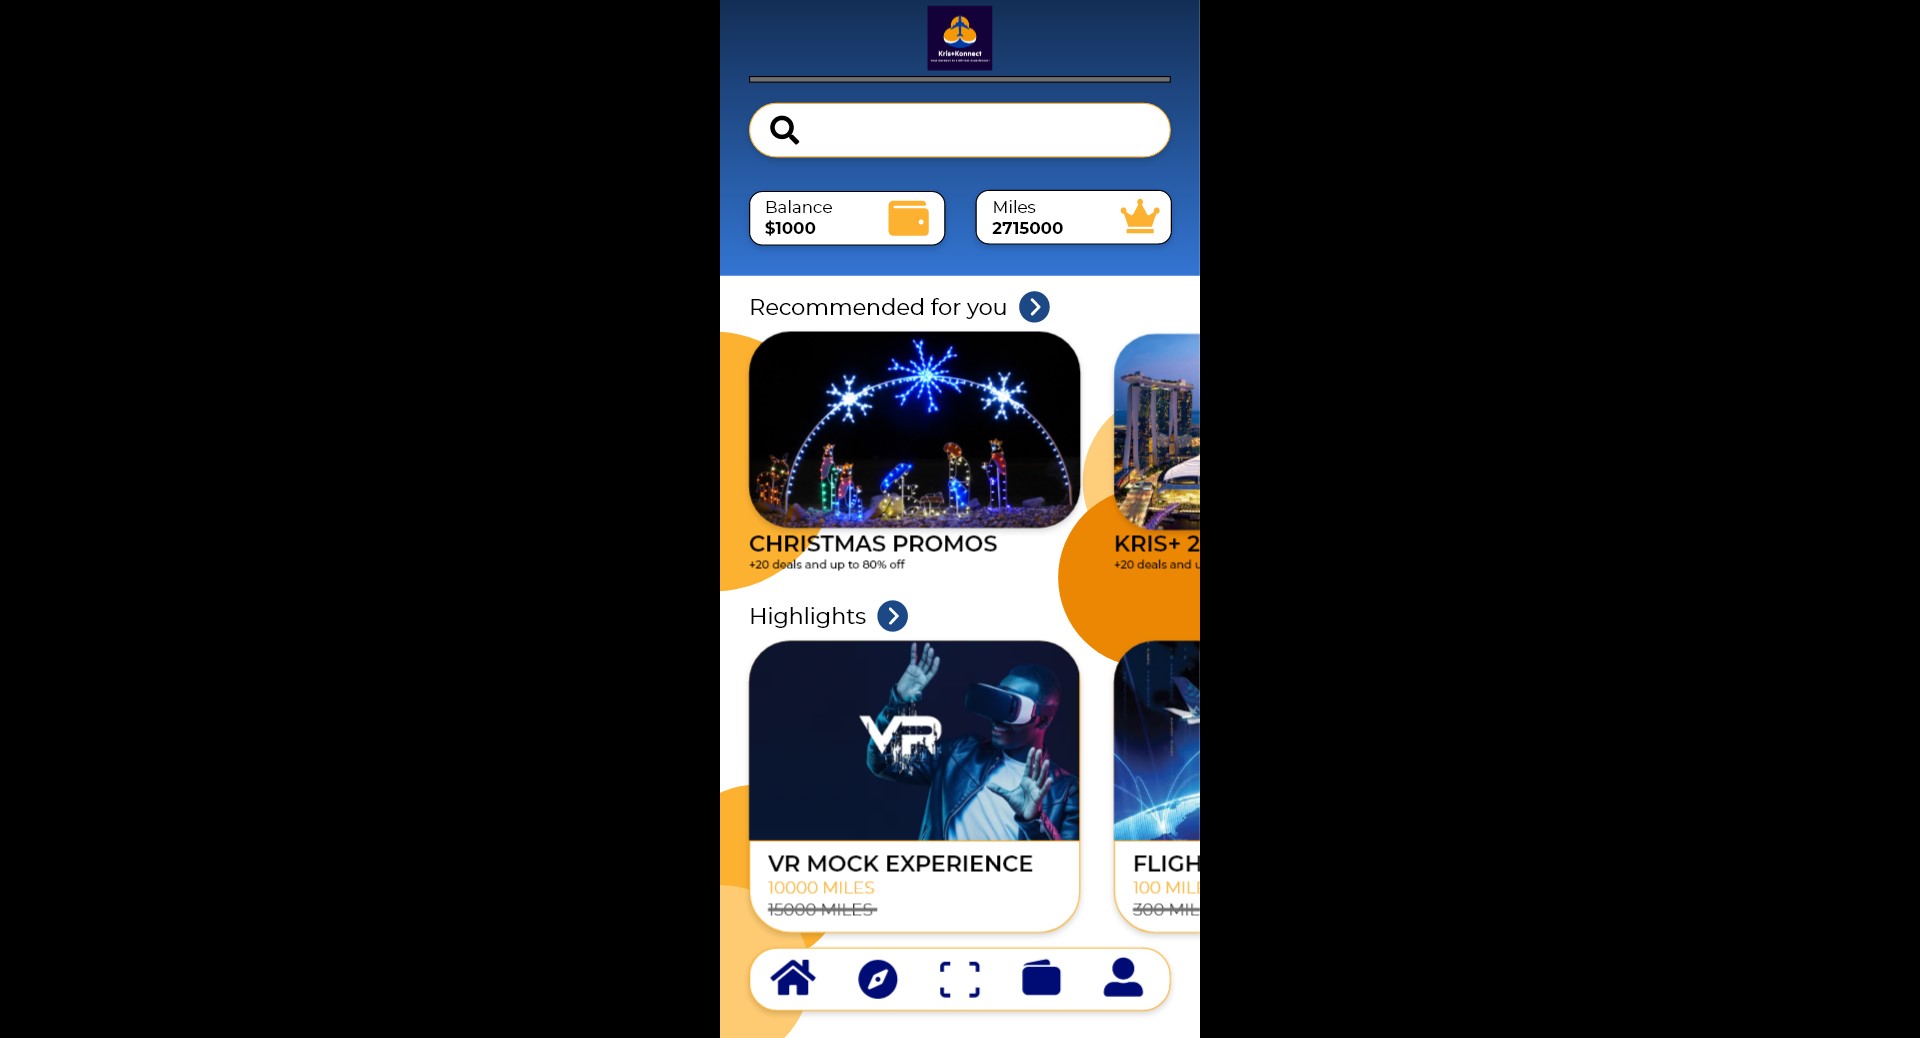 Kris+Konnect
Balance
$1000
Miles
2715000
Recommended for you
CHRISTMAS PROMOS
+20 deals and up to 80% off
KRIS+ 2
+20 deals and u
Highlights
VR
VR MOCK EXPERIENCE
10000 MILES
15000 MILES
FLIGH
100 MIL
300 MIL